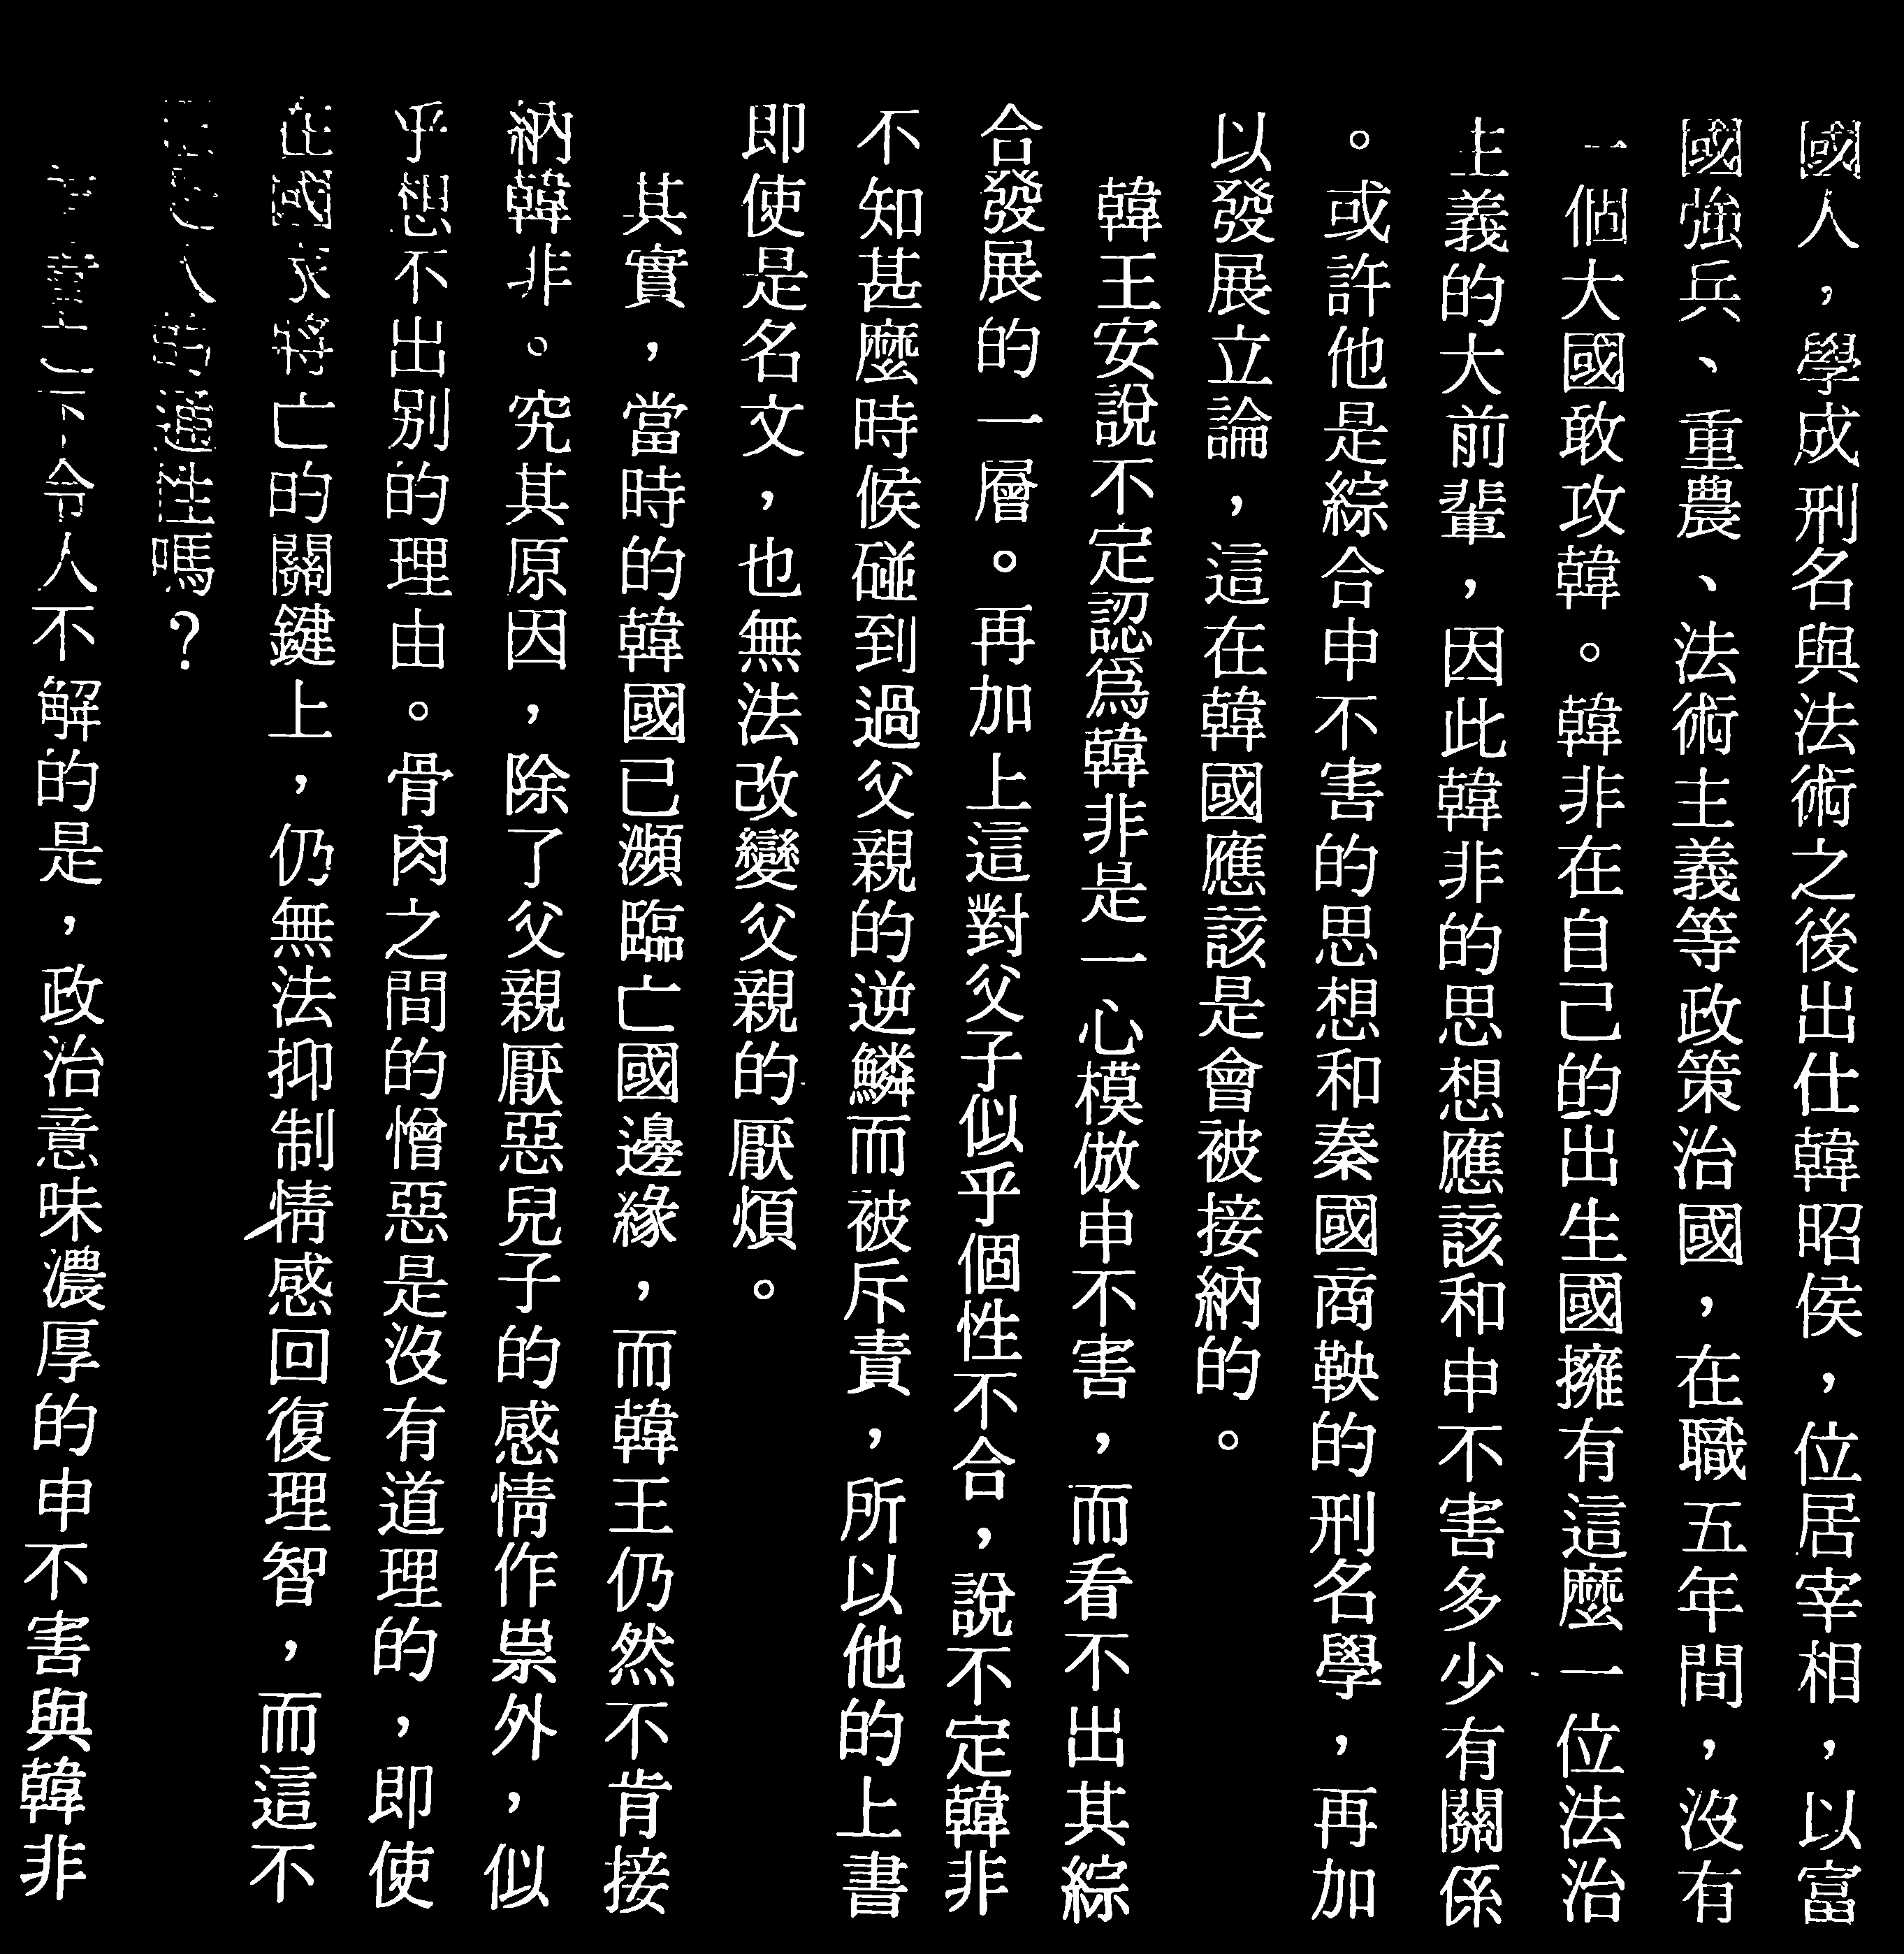 國人，學成刑名與法術之後出仕韓昭侯，位居宰相，以富
國強兵、重農、法術主義等政策治國，在職五年間，沒有
一個大國敢攻韓。韓非在自己的出生國擁有這麼一位法治
主義的大前輩，因此韓非的思想應該和申不害多少有關係
。或許他是綜合申不害的思想和秦國商鞅的刑名學，再加
以發展立論，這在韓國應該是會被接納的。
韓王安說不定認爲韓非是一心模倣申不害，而看不出其綜
合發展的一層。再加上這對父子似乎個性不合，說不定韓非
不知甚麼時候碰到過父親的逆鱗而被斥責，所以他的上書
即使是名文，也無法改變父親的厭煩。
其實，當時的韓國已瀕臨亡國邊緣，而韓王仍然不肯接
納韓非。究其原因，除了父親厭惡兒子的感情作祟外，似
乎想不出別的理由。骨肉之間的憎惡是沒有道理的，即使
在國家將亡的關鍵上，仍無法抑制情感回復理智，而這不
人的通性嗎？
之下，令人不解的是，政治意味濃厚的申不害與韓非